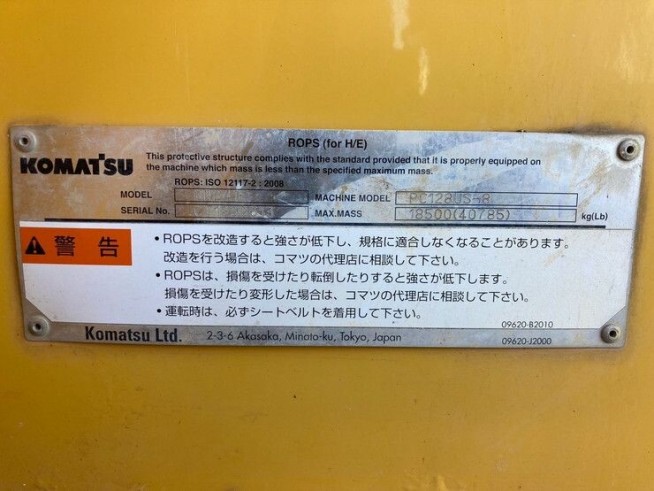 ROPS (for H/E)
KOMATSU
This protective structure complies with the standard provided that it is properly equipped on
the machine which mass is less than the specified maximum mass.
ROPS: ISO 12117-2 : 2008
MODEL MACHINE MODEL PC128US-8
SERIAL No. MAX.MASS 18500(40785) kg(Lb)
警告
• ROPSを改造すると強さが低下し、規格に適合しなくなることがあります。
改造を行う場合は、コマツの代理店に相談して下さい。
• ROPSは、損傷を受けたり転倒したりすると強さが低下します。
損傷を受けたり変形した場合は、コマツの代理店に相談して下さい。
• 運転時は、必ずシートベルトを着用して下さい。
09620-B2010
Komatsu Ltd. 2-3-6 Akasaka, Minato-ku, Tokyo, Japan
09620-J2000